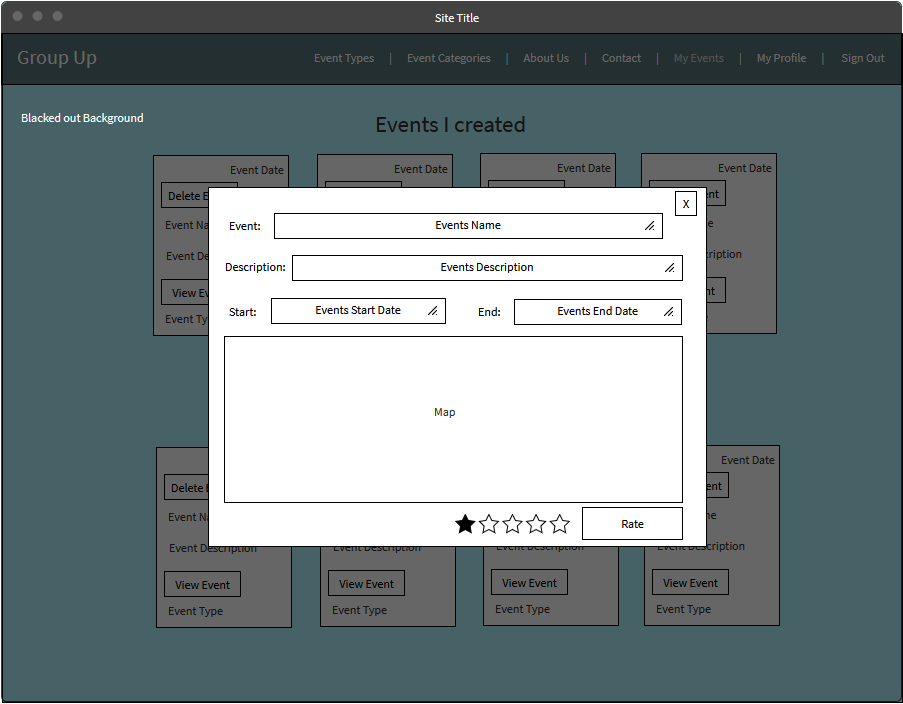 Site Title
Group Up
Event Types | Event Categories | About Us | Contact | My Events | My Profile | Sign Out
Blacked out Background
Events I created
Event Date
Event Date
Event Date
Event Date
Delete E
nt
Event Na
e
Event De
ription
View Ev
nt
Event Ty
X
Event: Events Name
Description: Events Description
Start: Events Start Date
End: Events End Date
Map
Rate
Event Date
Delete E
ent
Event Na
me
Event Description
Event Description
Event Description
Event Description
View Event
View Event
View Event
View Event
Event Type
Event Type
Event Type
Event Type